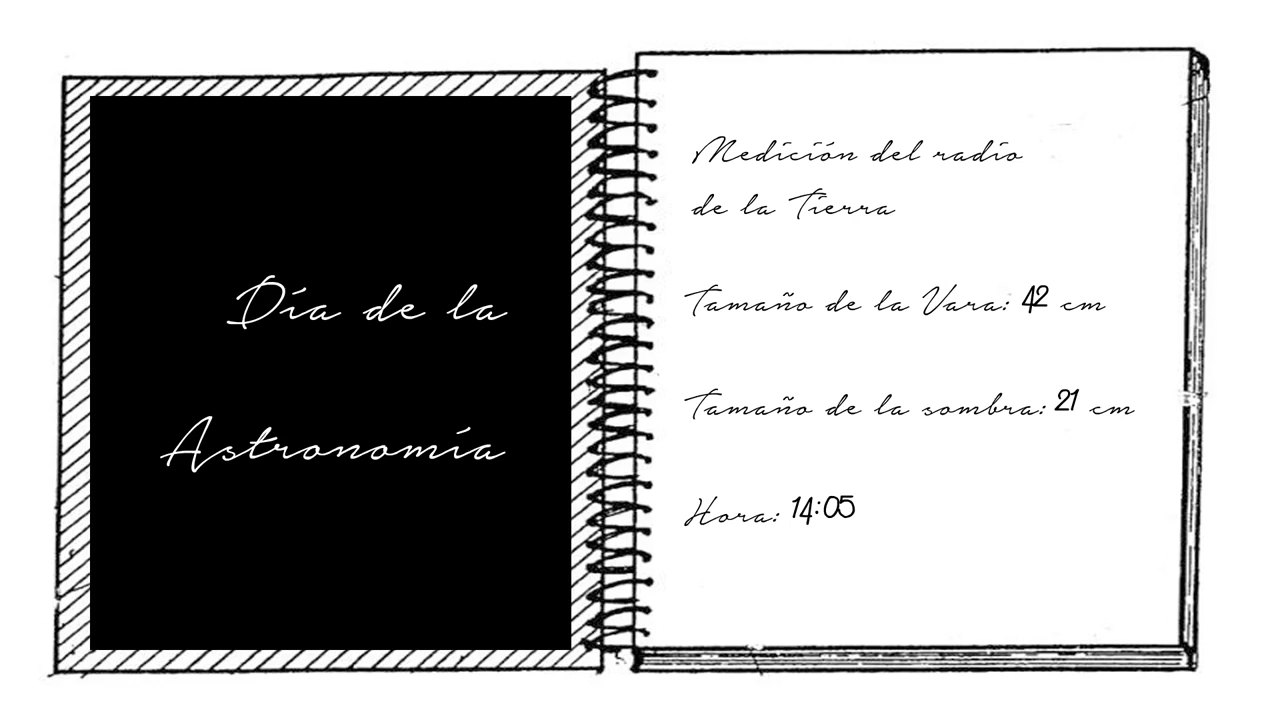 Día de la
Astronomía
Medición del radio
de la Tierra
Tamaño de la Vara: 42 cm
Tamaño de la sombra: 21 cm
Hora: 14:05